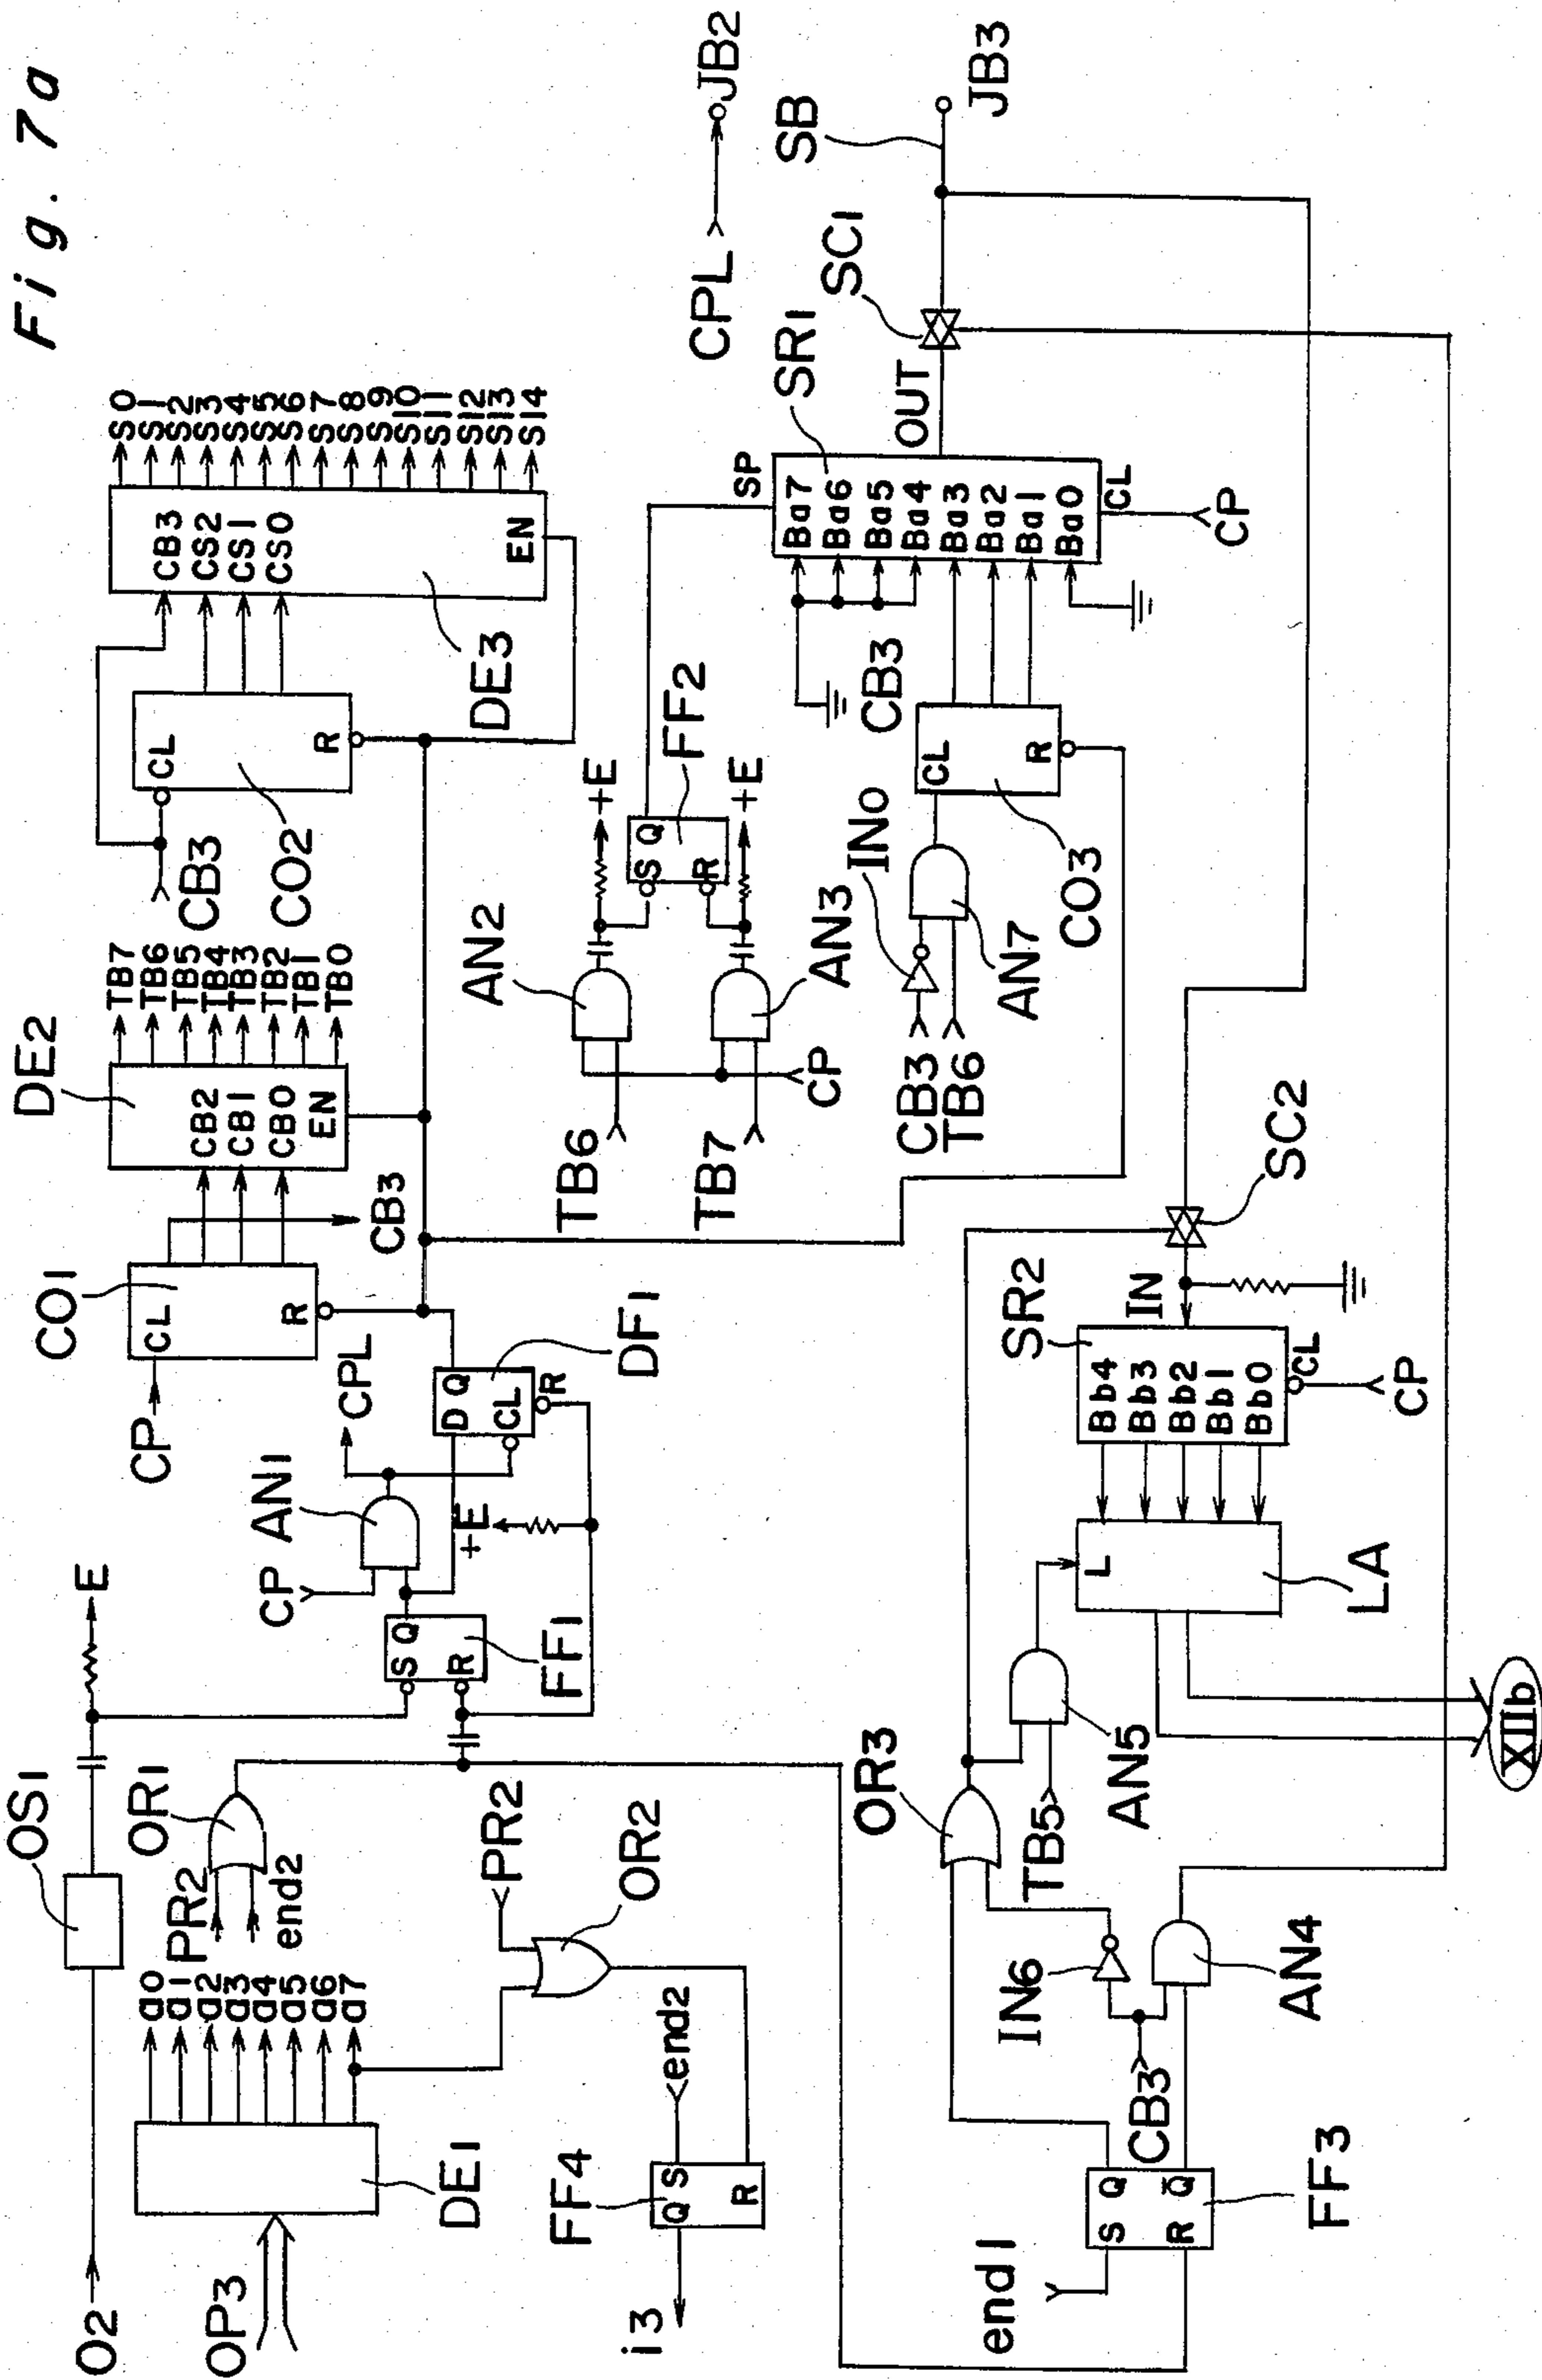 Fig. 7a
O2
OS1
E
OP3
DE1
a0
a1
a2
a3
a4
a5
a6
a7
PR2
end2
OR1
PR2
OR2
end2
FF4
Q S
R
i3
S Q
R
FF1
CP
AN1
CPL
+E
D Q
CL
R
DF1
CP
CO1
CL
R
CB3
DE2
CB2
CB1
CB0
EN
TB7
TB6
TB5
TB4
TB3
TB2
TB1
TB0
CB3
CO2
CL
R
CB3
CS2
CS1
CS0
EN
DE3
S0
S1
S2
S3
S4
S5
S6
S7
S8
S9
S10
S11
S12
S13
S14
TB6
TB7
CP
AN2
AN3
+E
+E
S Q
R
FF2
CPL
JB2
CB3
TB6
IN0
AN7
CL
R
CO3
CB3
SP
Ba7
Ba6
Ba5
Ba4
Ba3
Ba2
Ba1
Ba0
CL
CP
SR1
OUT
SC1
SB
JB3
end1
S Q
R Q̅
FF3
CB3
IN6
AN4
OR3
TB5
AN5
L
LA
Bb4
Bb3
Bb2
Bb1
Bb0
CL
CP
SR2
IN
SC2
XIIb